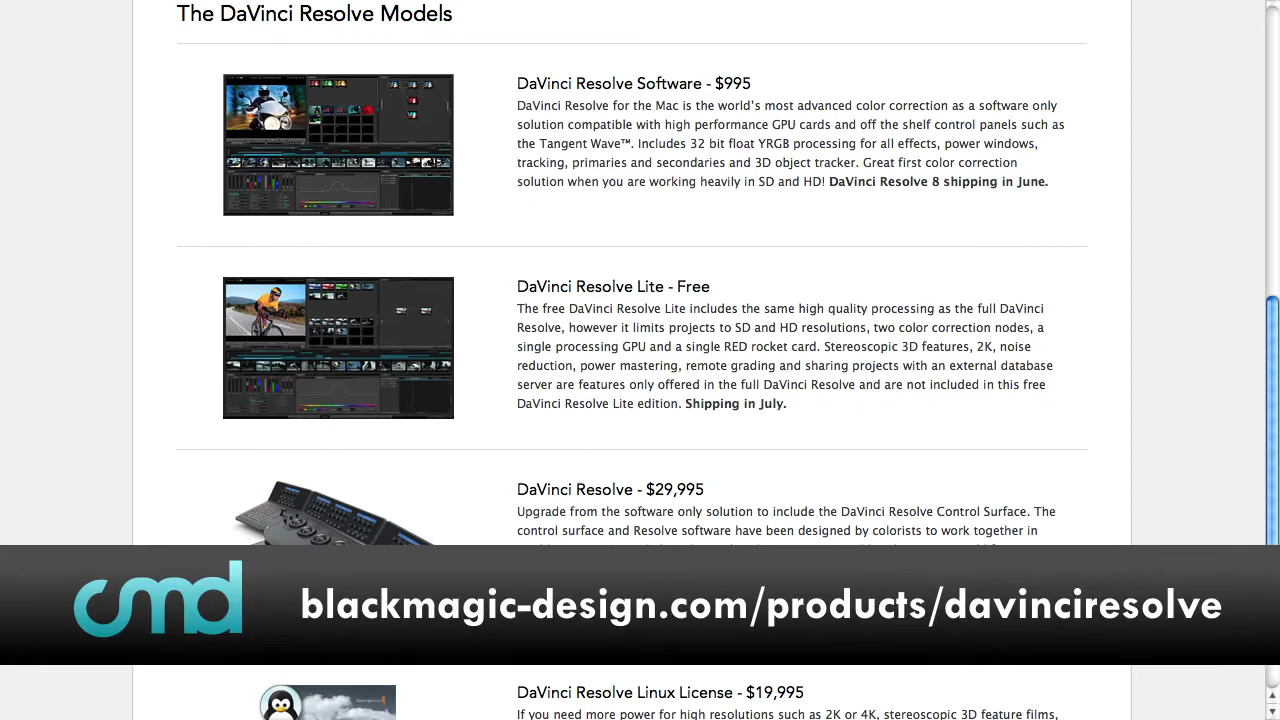 The DaVinci Resolve Models
DaVinci Resolve Software - $995
DaVinci Resolve for the Mac is the world's most advanced color correction as a software only
solution compatible with high performance GPU cards and off the shelf control panels such as
the Tangent Wave™. Includes 32 bit float YRGB processing for all effects, power windows,
tracking, primaries and secondaries and 3D object tracker. Great first color correction
solution when you are working heavily in SD and HD! DaVinci Resolve 8 shipping in June.
DaVinci Resolve Lite - Free
The free DaVinci Resolve Lite includes the same high quality processing as the full DaVinci
Resolve, however it limits projects to SD and HD resolutions, two color correction nodes, a
single processing GPU and a single RED rocket card. Stereoscopic 3D features, 2K, noise
reduction, power mastering, remote grading and sharing projects with an external database
server are features only offered in the full DaVinci Resolve and are not included in this free
DaVinci Resolve Lite edition. Shipping in July.
DaVinci Resolve - $29,995
Upgrade from the software only solution to include the DaVinci Resolve Control Surface. The
control surface and Resolve software have been designed by colorists to work together in
cmd
blackmagic-design.com/products/davinciresolve
DaVinci Resolve Linux License - $19,995
If you need more power for high resolutions such as 2K or 4K, stereoscopic 3D feature films,